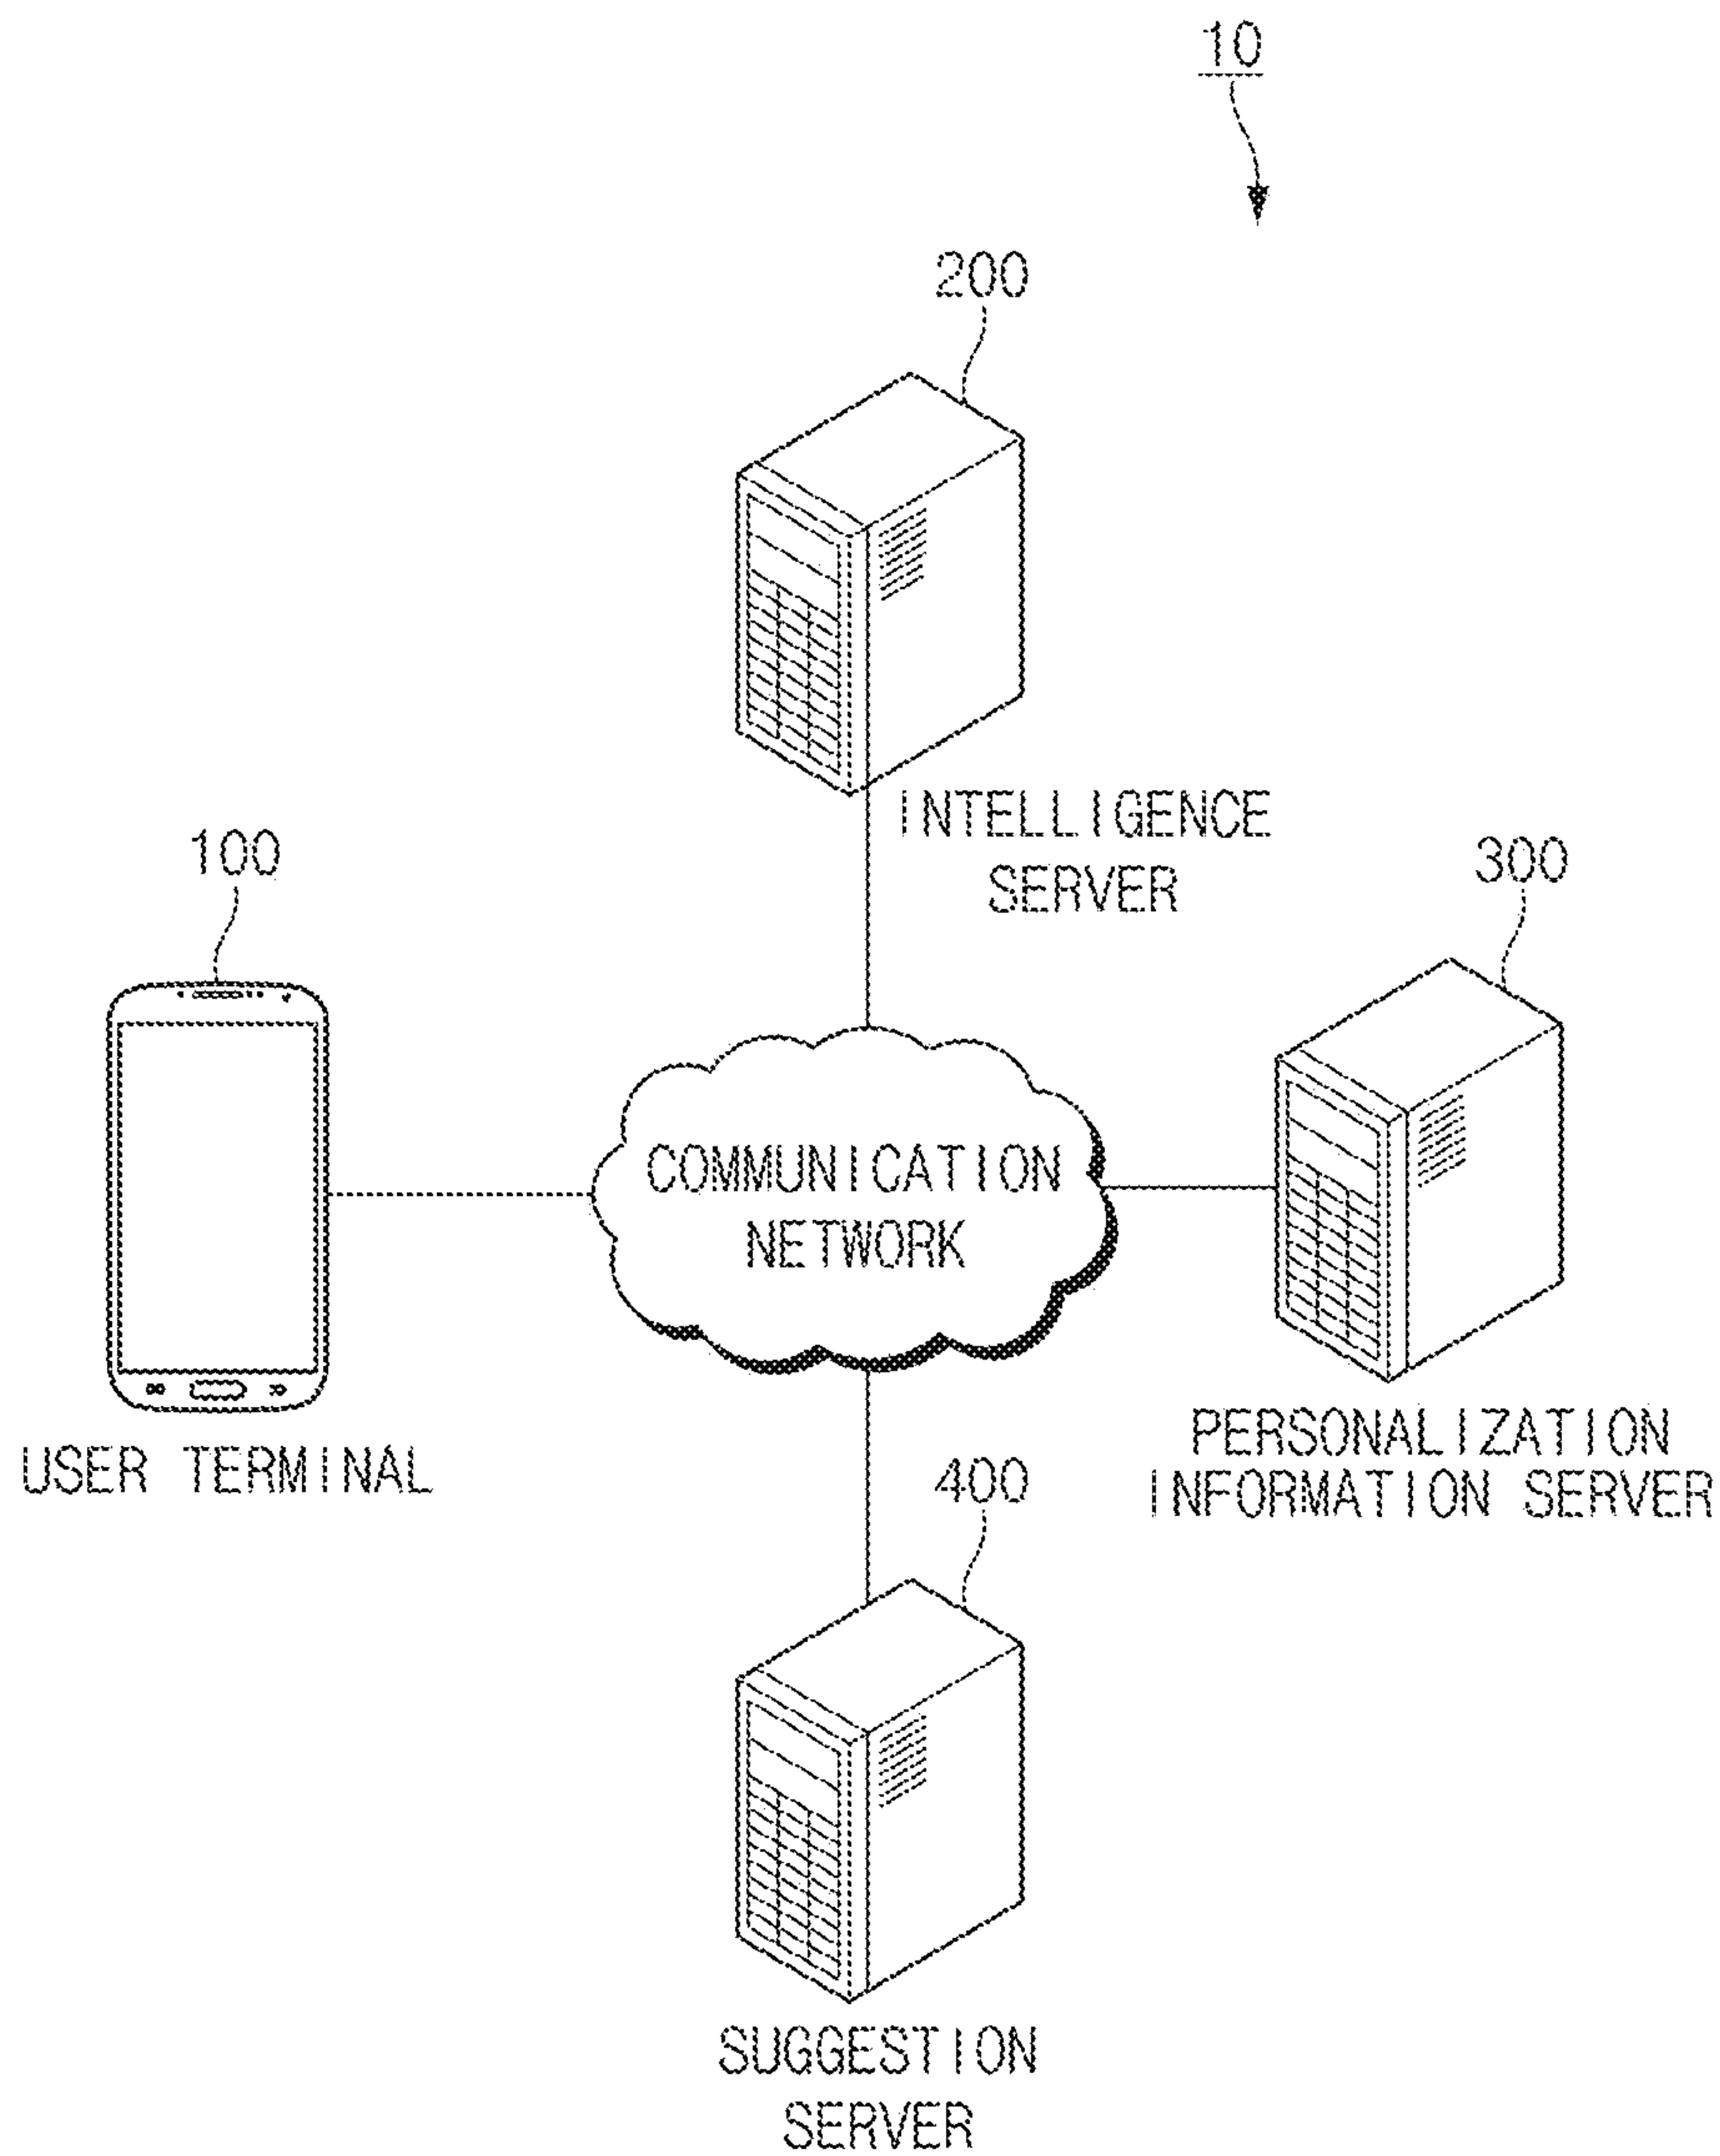 10
200
INTELLIGENCE
SERVER
100
300
COMMUNICATION
NETWORK
USER TERMINAL
PERSONALIZATION
INFORMATION SERVER
400
SUGGESTION
SERVER